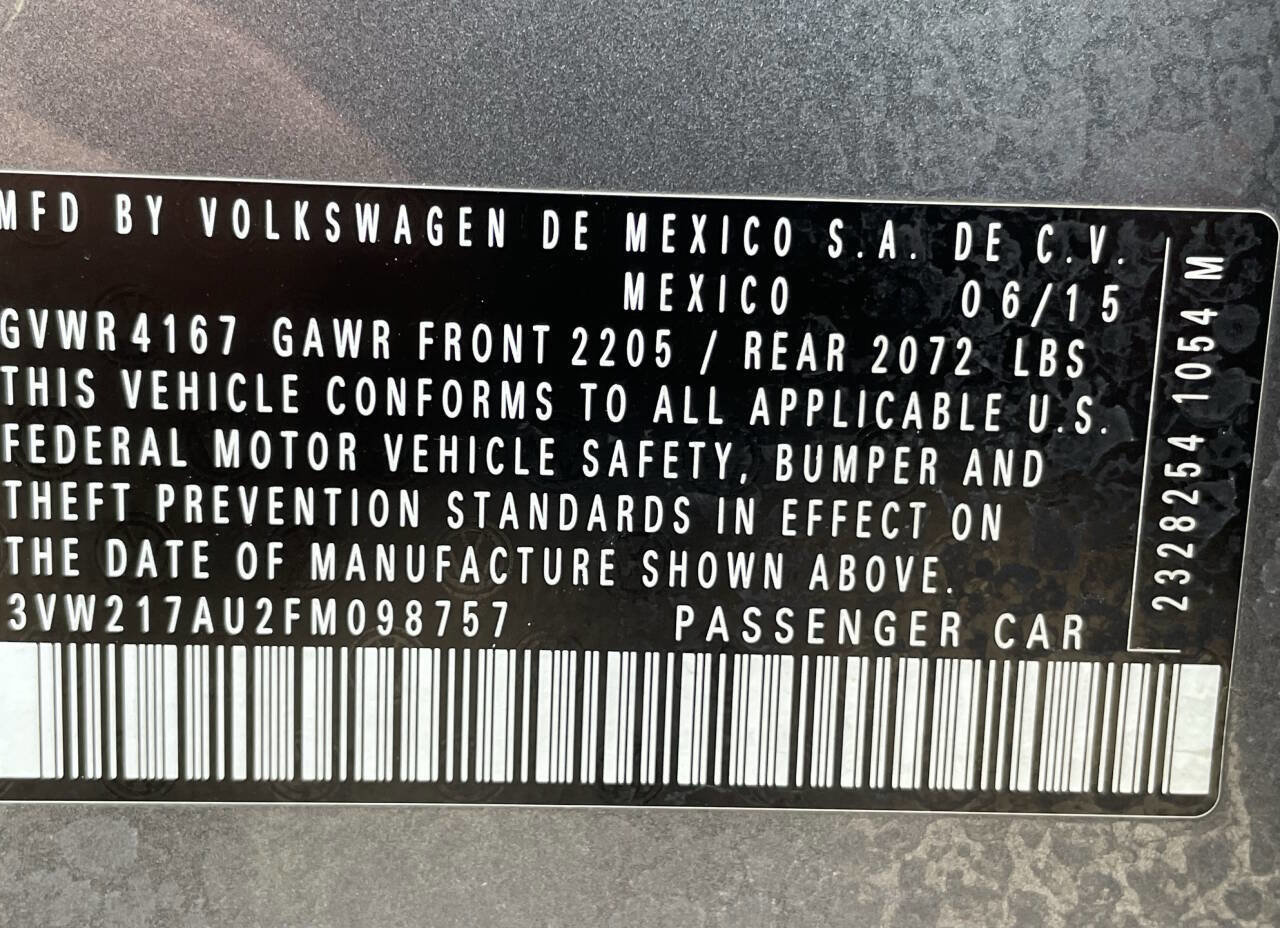 MFD BY VOLKSWAGEN DE MEXICO S.A. DE C.V.
MEXICO 06/15
GVWR 4167 GAWR FRONT 2205 / REAR 2072 LBS
THIS VEHICLE CONFORMS TO ALL APPLICABLE U.S.
FEDERAL MOTOR VEHICLE SAFETY, BUMPER AND
THEFT PREVENTION STANDARDS IN EFFECT ON
THE DATE OF MANUFACTURE SHOWN ABOVE.
3VW217AU2FM098757 PASSENGER CAR
2328254 1054 M